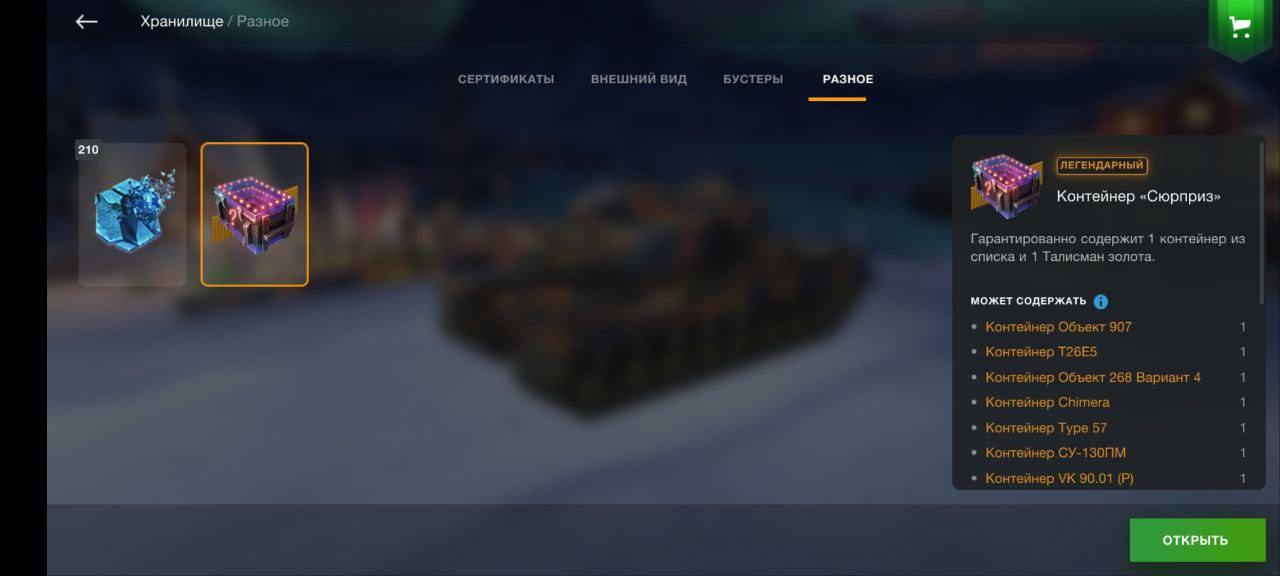 Хранилище / Разное
СЕРТИФИКАТЫ ВНЕШНИЙ ВИД БУСТЕРЫ РАЗНОЕ
210
?
ЛЕГЕНДАРНЫЙ
?
Контейнер «Сюрприз»
Гарантированно содержит 1 контейнер из
списка и 1 Талисман золота.
МОЖЕТ СОДЕРЖАТЬ i
• Контейнер Объект 907 1
• Контейнер T26E5 1
• Контейнер Объект 268 Вариант 4 1
• Контейнер Chimera 1
• Контейнер Type 57 1
• Контейнер СУ-130ПМ 1
• Контейнер VK 90.01 (P) 1
ОТКРЫТЬ